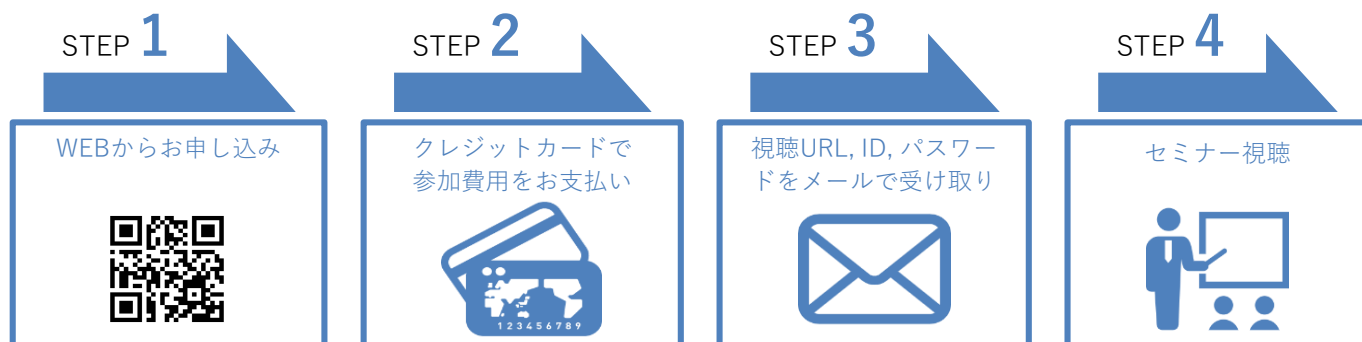 STEP 1
STEP 2
STEP 3
STEP 4
WEBからお申し込み
クレジットカードで
参加費用をお支払い
123456789
視聴URL, ID, パスワー
ドをメールで受け取り
セミナー視聴